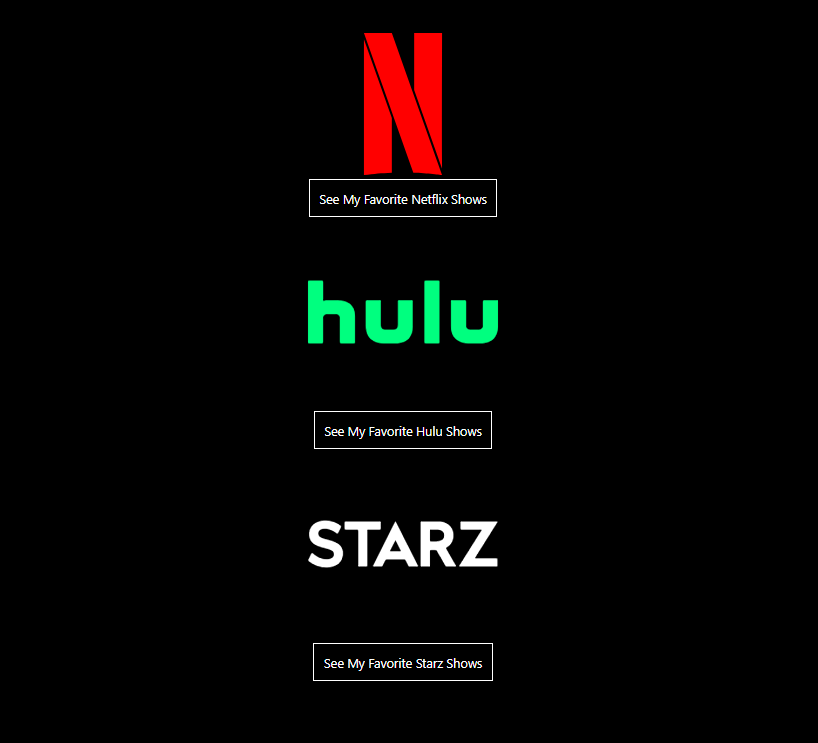 N
See My Favorite Netflix Shows
hulu
See My Favorite Hulu Shows
STARZ
See My Favorite Starz Shows